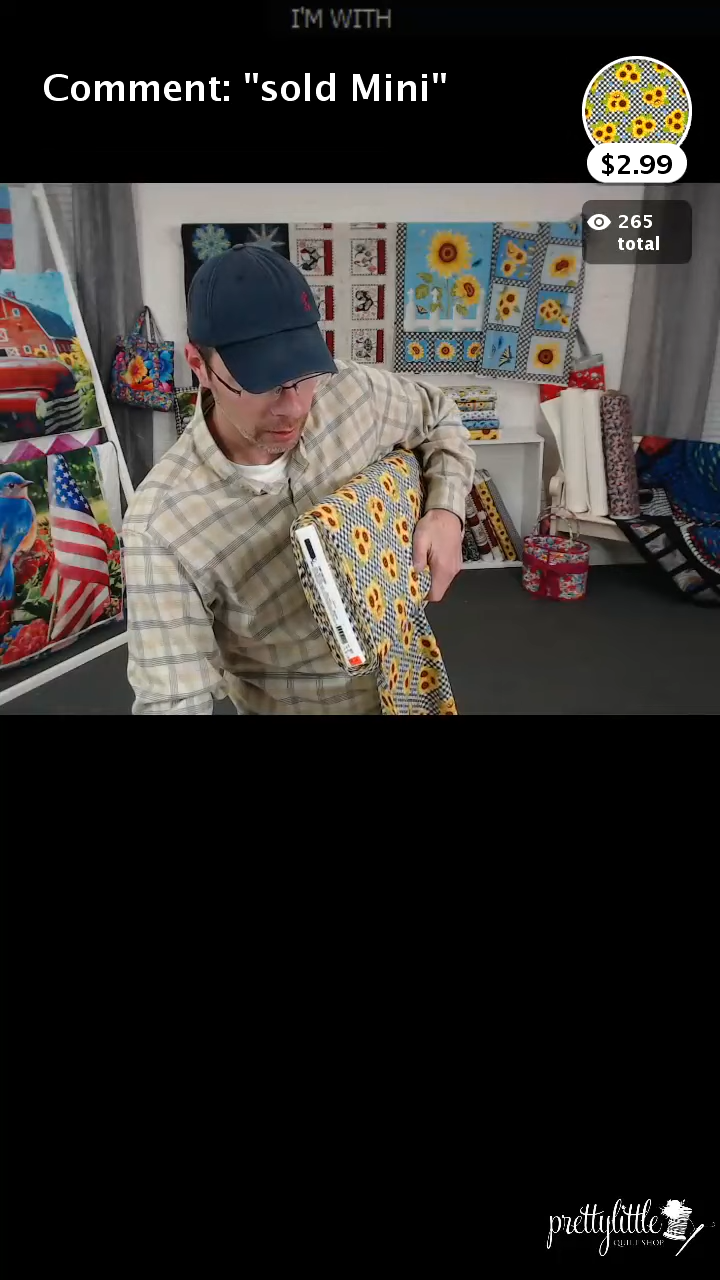 I'M WITH
Comment: "sold Mini"
$2.99
265
total
prettylittle
QUILT SHOP